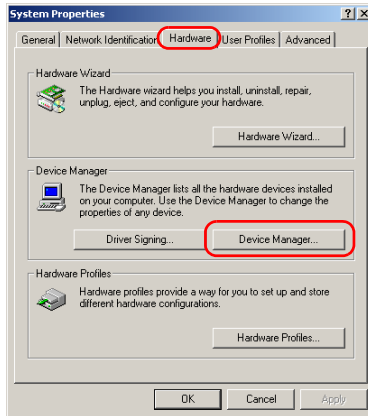 System Properties
General Network Identification Hardware User Profiles Advanced
Hardware Wizard
The Hardware wizard helps you install, uninstall, repair,
unplug, eject, and configure your hardware.
Hardware Wizard...
Device Manager
The Device Manager lists all the hardware devices installed
on your computer. Use the Device Manager to change the
properties of any device.
Driver Signing... Device Manager...
Hardware Profiles
Hardware profiles provide a way for you to set up and store
different hardware configurations.
Hardware Profiles...
OK Cancel Apply